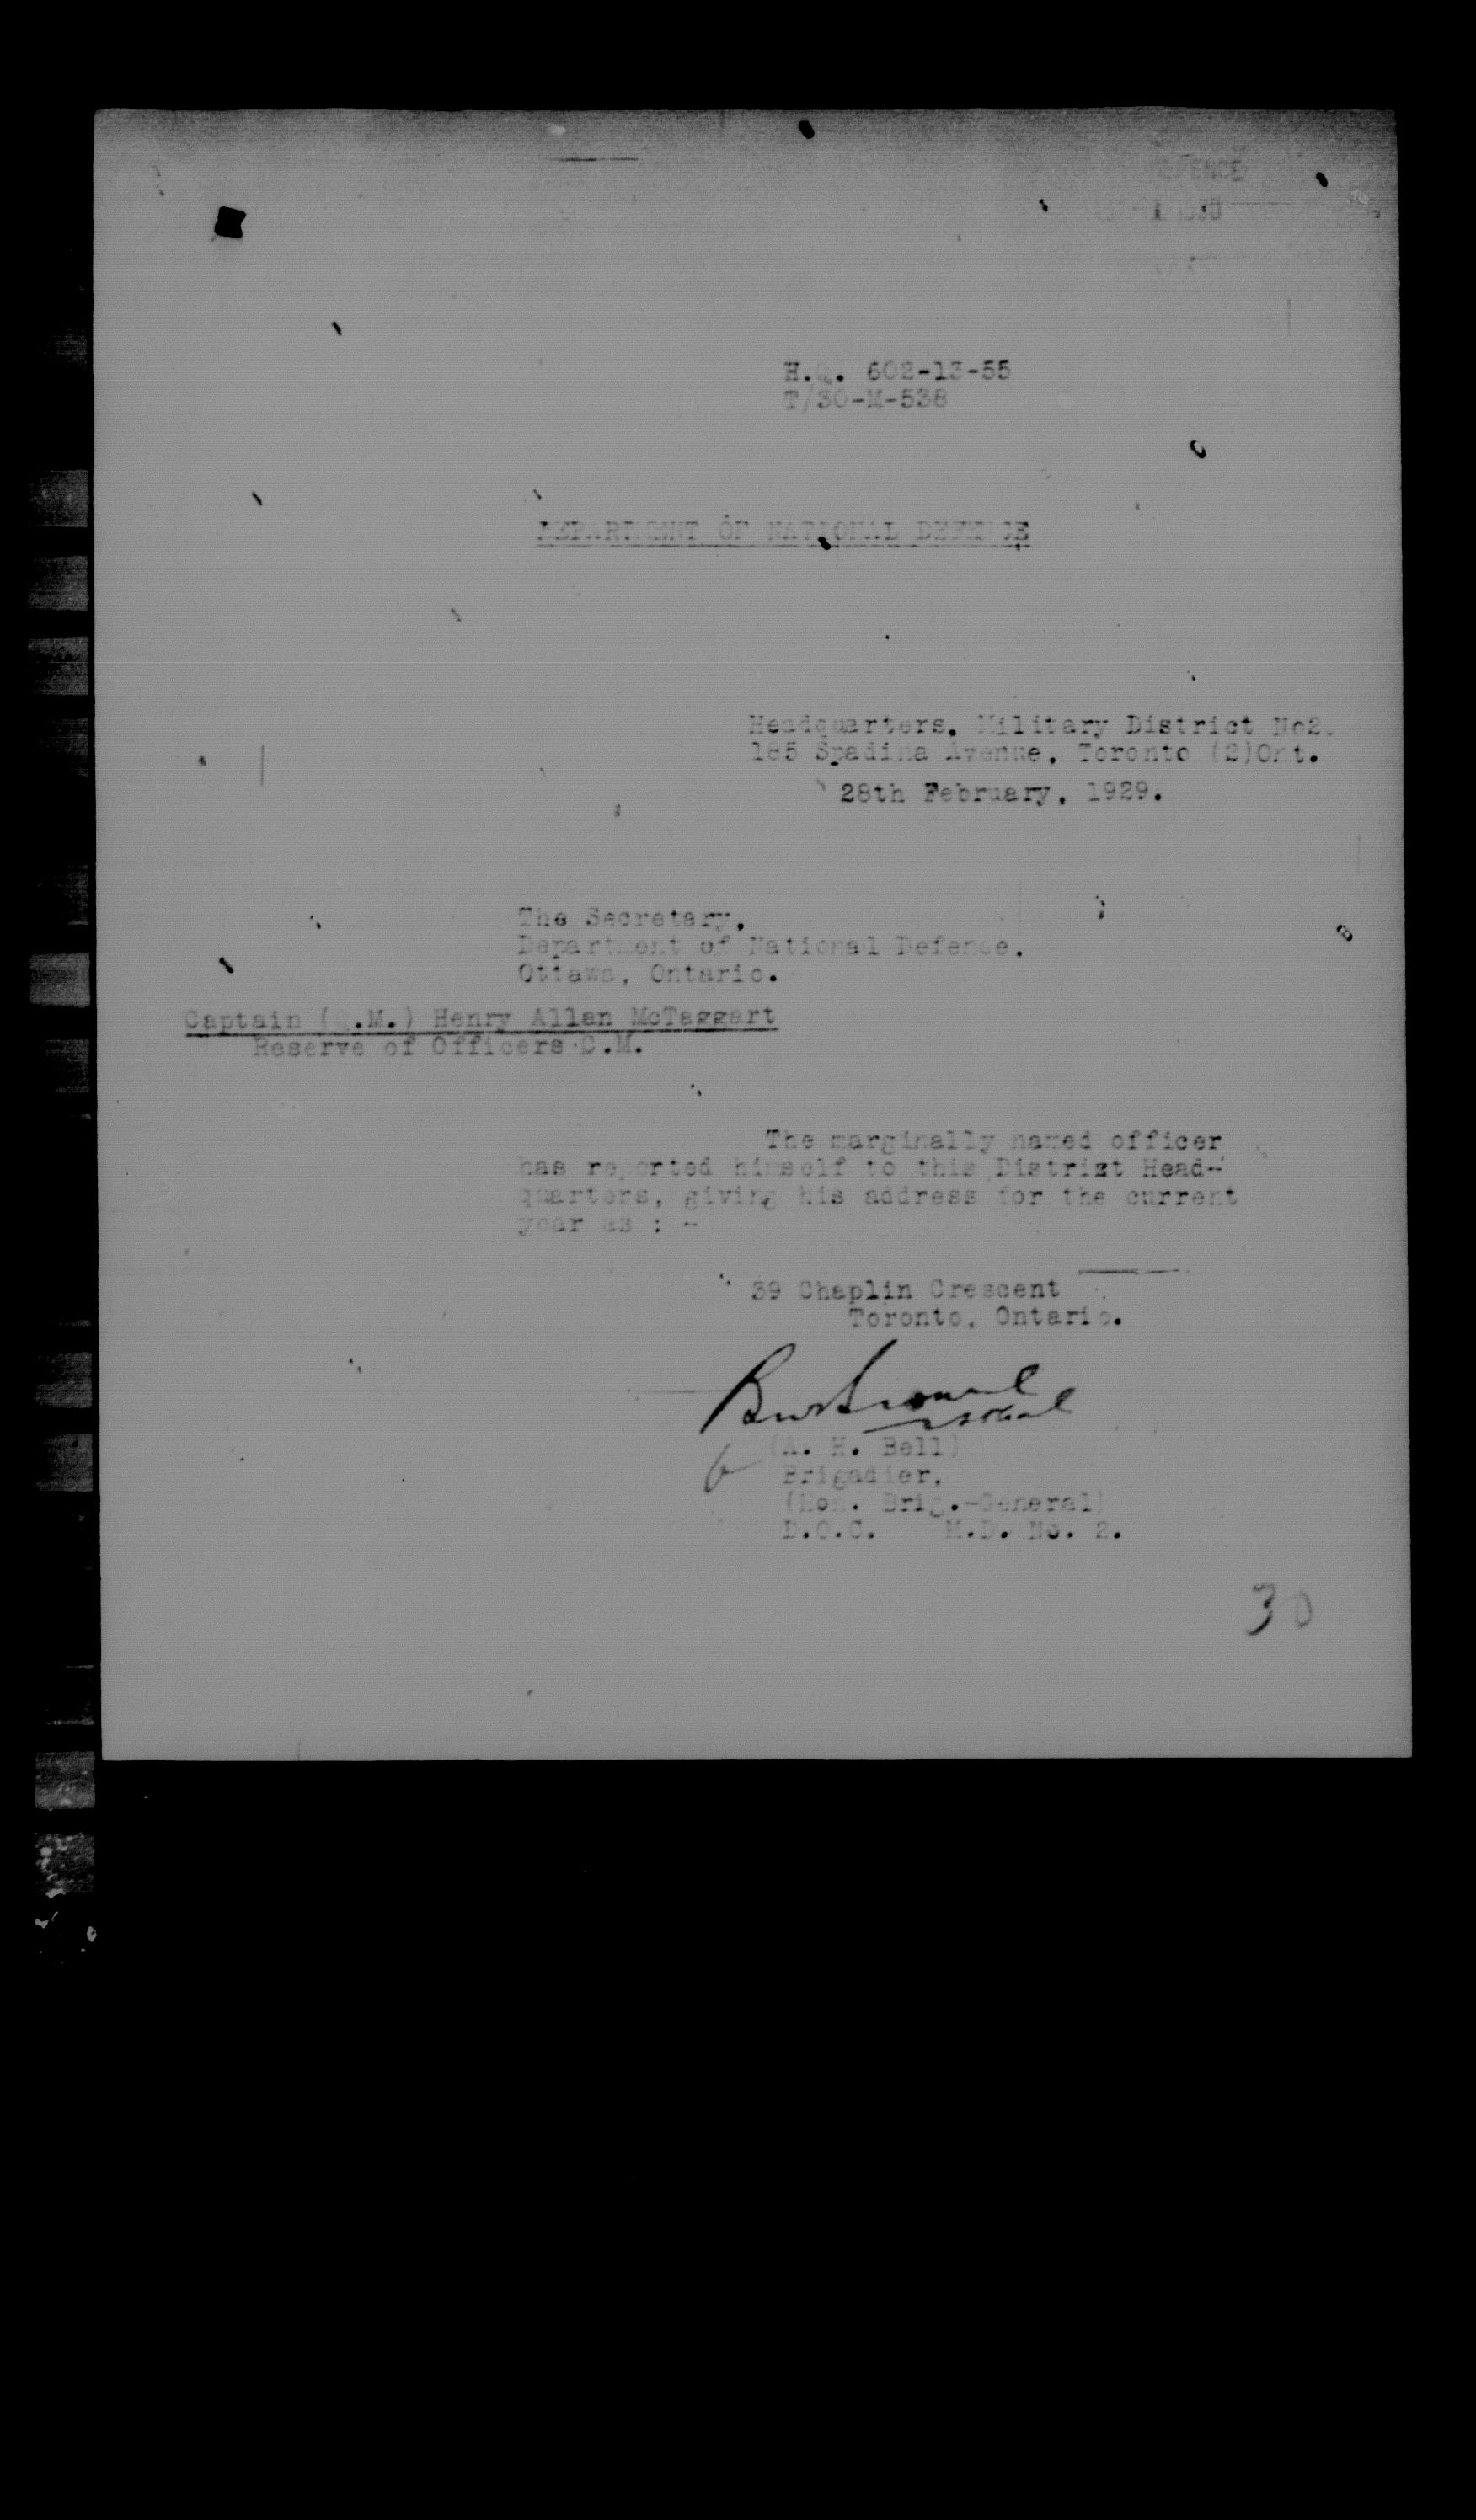 H.Q. 602-13-55
T/30-M-538
DEPARTMENT OF NATIONAL DEFENCE
Headquarters, Military District No2.
185 Spadina Avenue, Toronto (2)Ont.
28th February, 1929.
The Secretary,
Department of National Defence,
Ottawa, Ontario.
Captain (Q.M.) Henry Allan McTaggart
Reserve of Officers C.M.
The marginally named officer
has reported himself to this District Head-
quarters, giving his address for the current
year as : -
39 Chaplin Crescent
Toronto, Ontario.
(A. H. Bell)
Brigadier,
(Hon. Brig.-General)
D.O.C. M.D. No. 2.
30